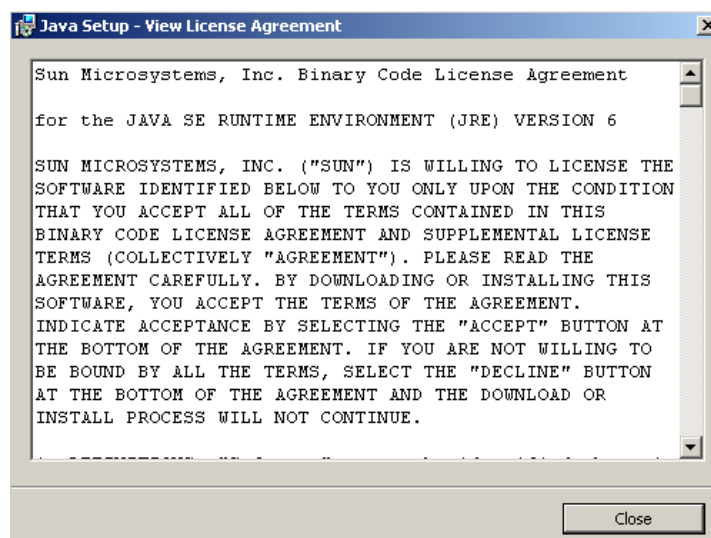 Java Setup - View License Agreement
Sun Microsystems, Inc. Binary Code License Agreement
for the JAVA SE RUNTIME ENVIRONMENT (JRE) VERSION 6
SUN MICROSYSTEMS, INC. ("SUN") IS WILLING TO LICENSE THE
SOFTWARE IDENTIFIED BELOW TO YOU ONLY UPON THE CONDITION
THAT YOU ACCEPT ALL OF THE TERMS CONTAINED IN THIS
BINARY CODE LICENSE AGREEMENT AND SUPPLEMENTAL LICENSE
TERMS (COLLECTIVELY "AGREEMENT"). PLEASE READ THE
AGREEMENT CAREFULLY. BY DOWNLOADING OR INSTALLING THIS
SOFTWARE, YOU ACCEPT THE TERMS OF THE AGREEMENT.
INDICATE ACCEPTANCE BY SELECTING THE "ACCEPT" BUTTON AT
THE BOTTOM OF THE AGREEMENT. IF YOU ARE NOT WILLING TO
BE BOUND BY ALL THE TERMS, SELECT THE "DECLINE" BUTTON
AT THE BOTTOM OF THE AGREEMENT AND THE DOWNLOAD OR
INSTALL PROCESS WILL NOT CONTINUE.
Close